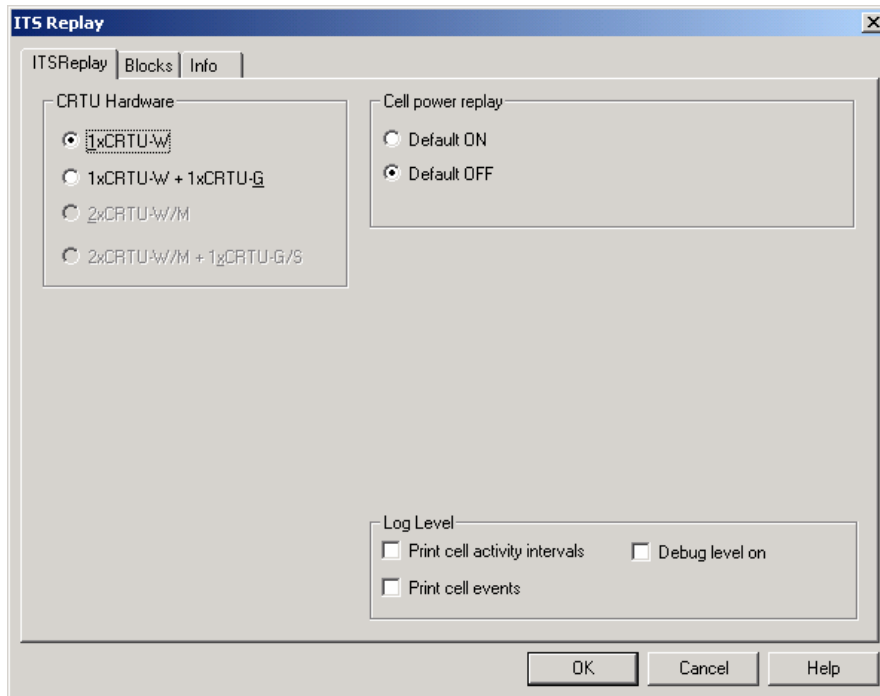 ITS Replay
ITSReplay Blocks Info
CRTU Hardware
1xCRTU-W
1xCRTU-W + 1xCRTU-G
2xCRTU-W/M
2xCRTU-W/M + 1xCRTU-G/S
Cell power replay
Default ON
Default OFF
Log Level
Print cell activity intervals
Debug level on
Print cell events
OK Cancel Help